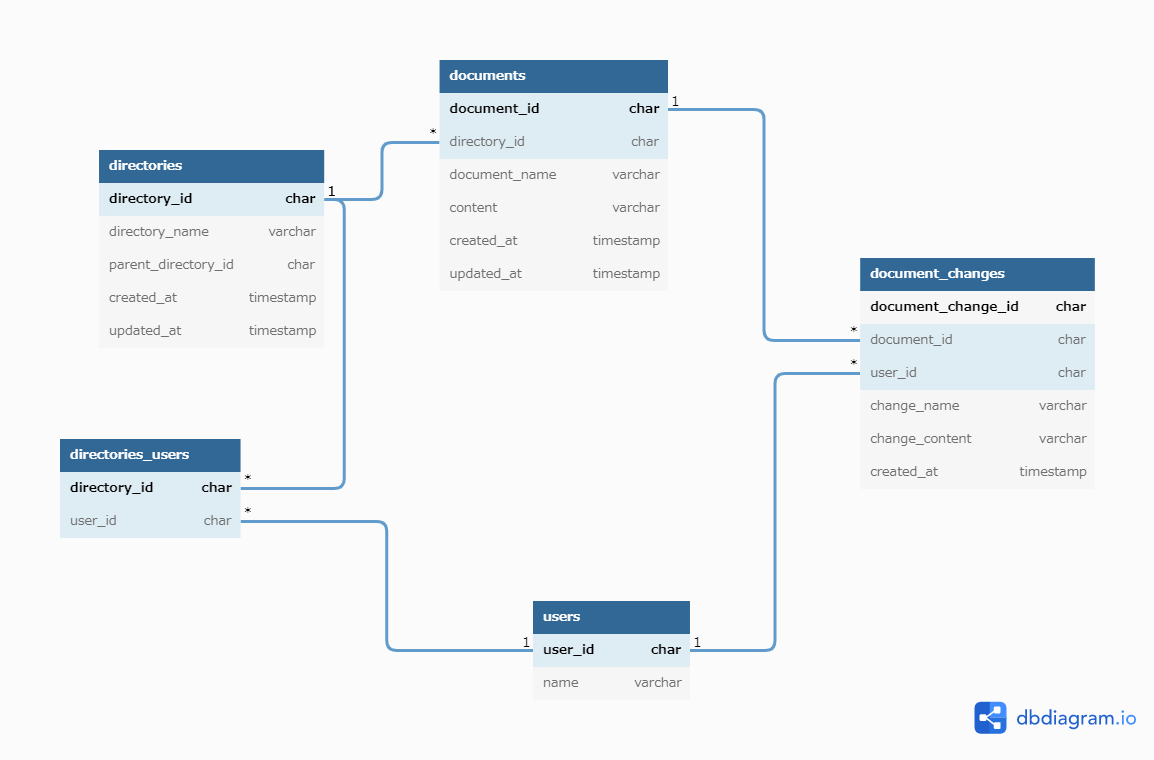 documents
document_id char
directory_id char
document_name varchar
content varchar
created_at timestamp
updated_at timestamp
1
*
directories
directory_id char
directory_name varchar
parent_directory_id char
created_at timestamp
updated_at timestamp
1
document_changes
document_change_id char
document_id char
user_id char
change_name varchar
change_content varchar
created_at timestamp
*
*
directories_users
directory_id char
user_id char
*
*
users
user_id char
name varchar
1
1
dbdiagram.io